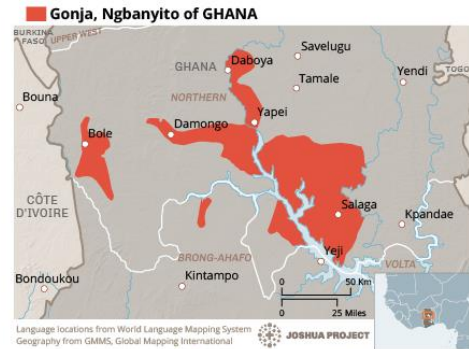 Gonja, Ngbanyito of GHANA
BURKINA
FASO
UPPER WEST
GHANA
Daboya
Savelugu
TOGO
Tamale
Yendi
Bouna
NORTHERN
Yapei
Bole
Damongo
CÔTE
D'IVOIRE
Salaga
Kpandae
Yeji
BRONG-AHAFO
VOLTA
Bondoukou
Kintampo
0 50 Km
0 25 Miles
Language locations from World Language Mapping System
Geography from GMMS, Global Mapping International
JOSHUA PROJECT